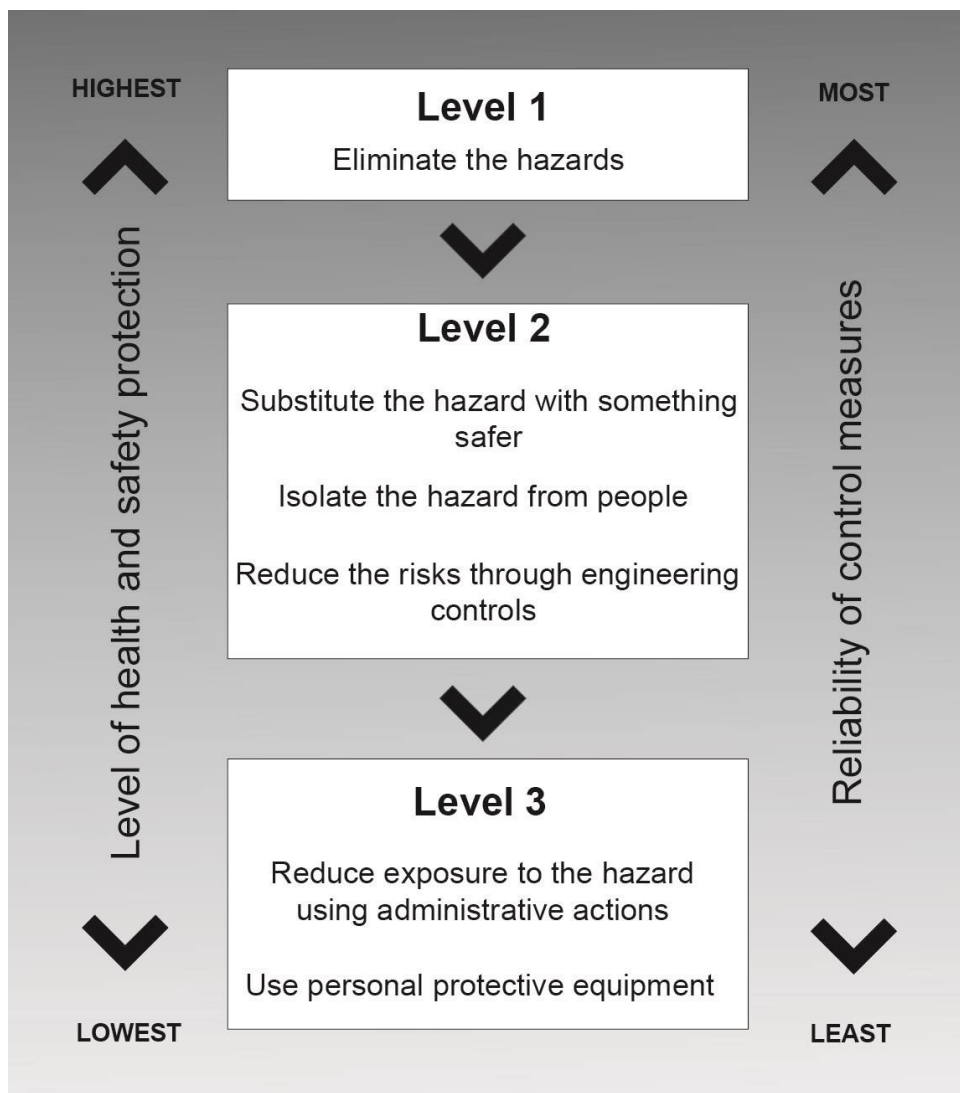 HIGHEST
MOST
Level 1
Eliminate the hazards
Level of health and safety protection
Reliability of control measures
Level 2
Substitute the hazard with something
safer
Isolate the hazard from people
Reduce the risks through engineering
controls
Level 3
Reduce exposure to the hazard
using administrative actions
Use personal protective equipment
LOWEST
LEAST